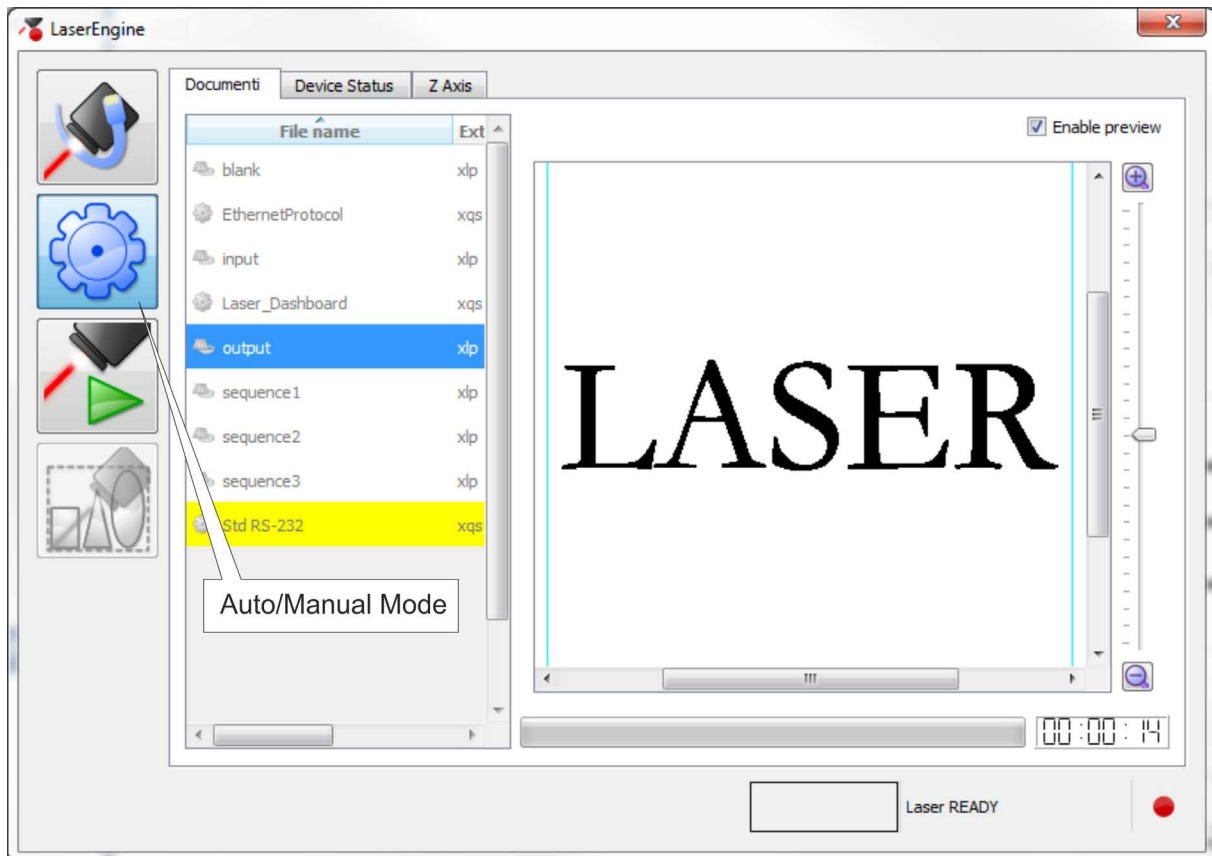 LaserEngine
Documenti Device Status Z Axis
File name Ext
Enable preview
blank xlp
EthernetProtocol xqs
input xlp
Laser_Dashboard xqs
output xlp
sequence1 xlp
sequence2 xlp
sequence3 xlp
Std RS-232 xqs
LASER
Auto/Manual Mode
00:00:14
Laser READY